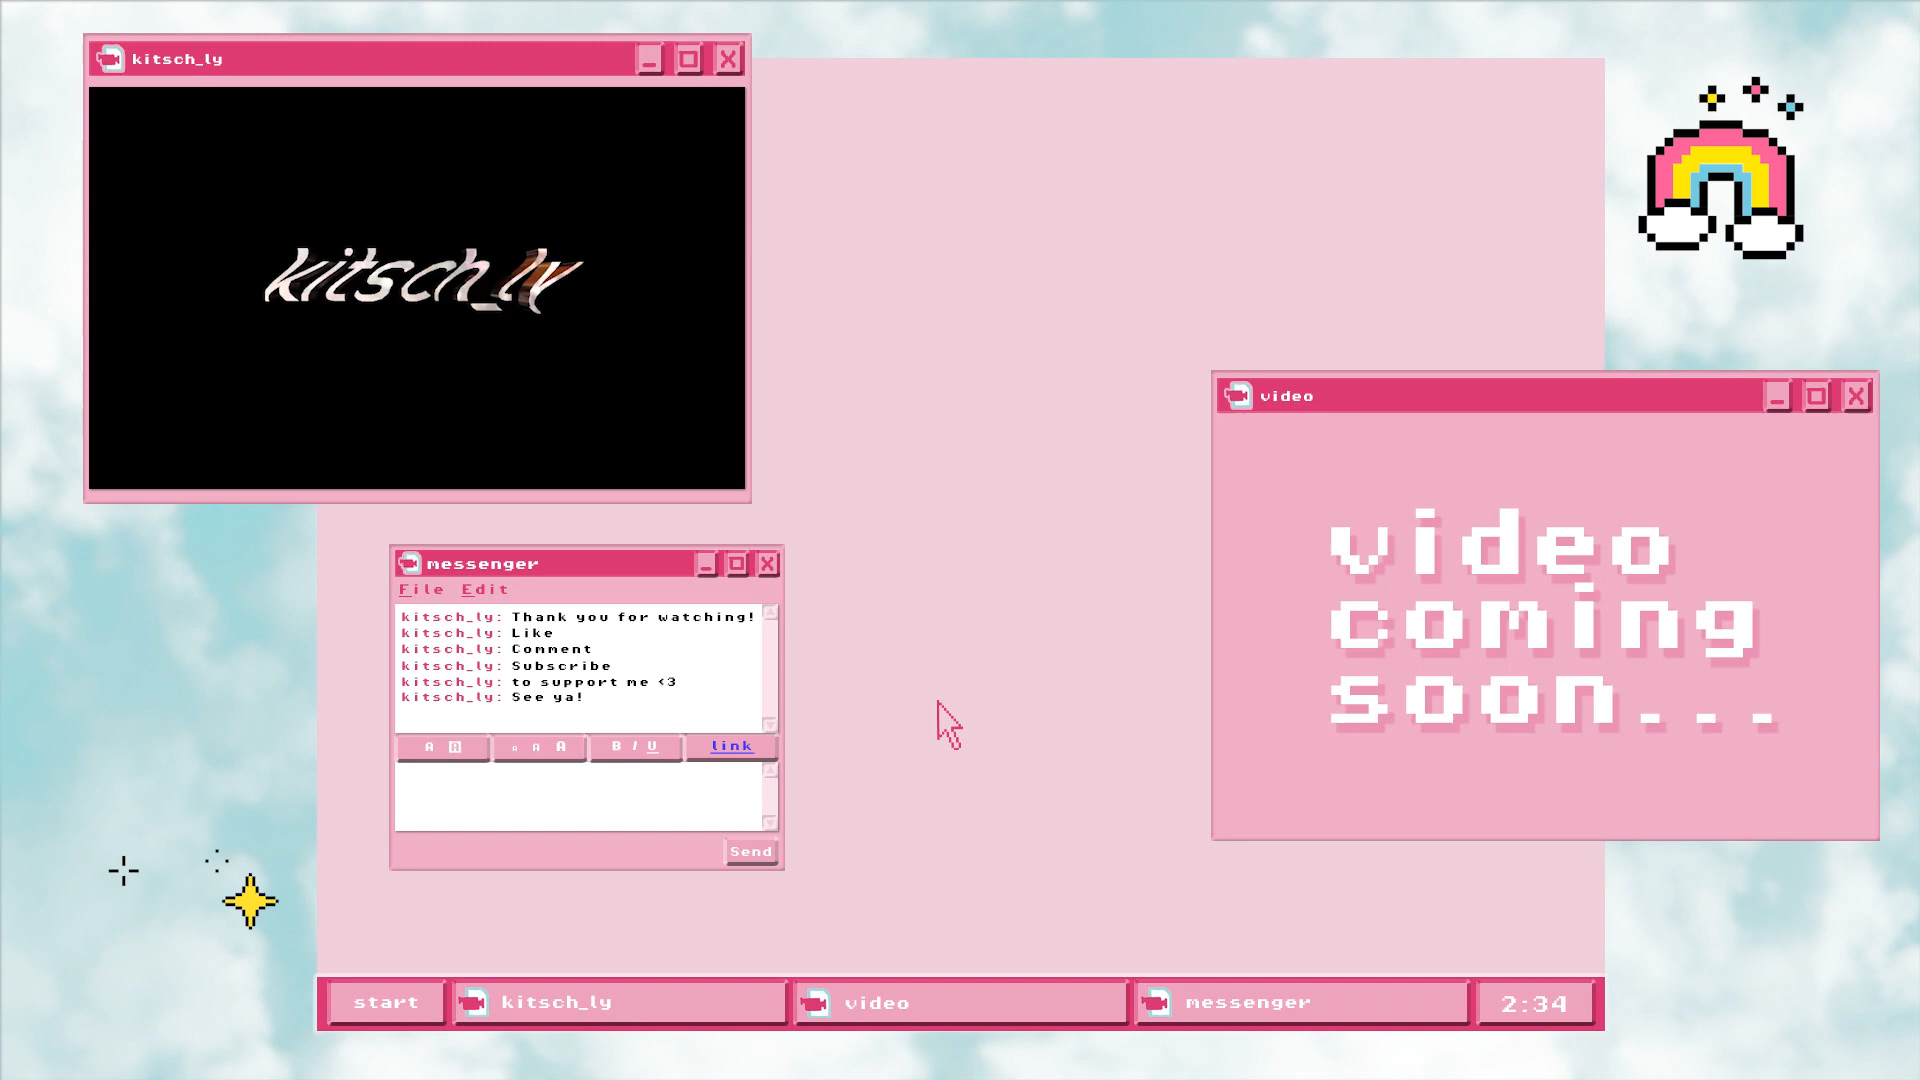 kitsch_ly
kitsch_ly
video
video
coming
soon...
messenger
File Edit
kitsch_ly: Thank you for watching!
kitsch_ly: Like
kitsch_ly: Comment
kitsch_ly: Subscribe
kitsch_ly: to support me <3
kitsch_ly: See ya!
A A A A A B I U link
Send
start kitsch_ly video messenger 2:34